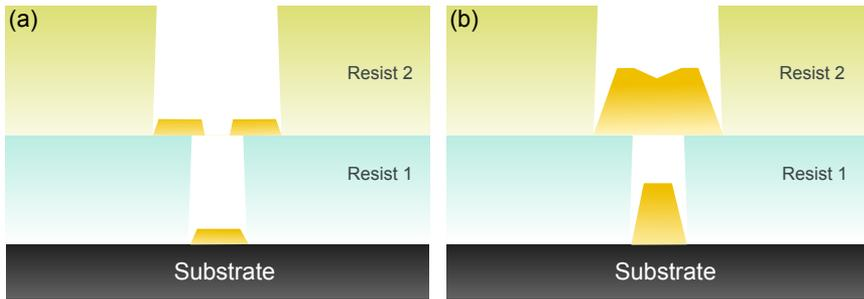 (a)
Resist 2
Resist 1
Substrate
(b)
Resist 2
Resist 1
Substrate